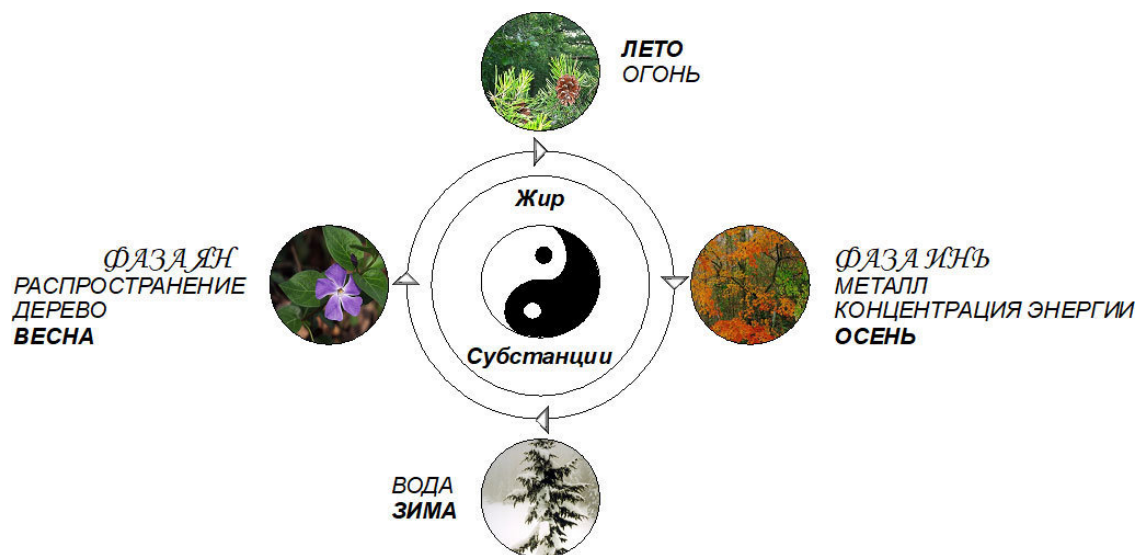 ЛЕТО
ОГОНЬ
Жир
ФАЗА ЯН
РАСПРОСТРАНЕНИЕ
ДЕРЕВО
ВЕСНА
ФАЗА ИНЬ
МЕТАЛЛ
КОНЦЕНТРАЦИЯ ЭНЕРГИИ
ОСЕНЬ
Субстанции
ВОДА
ЗИМА